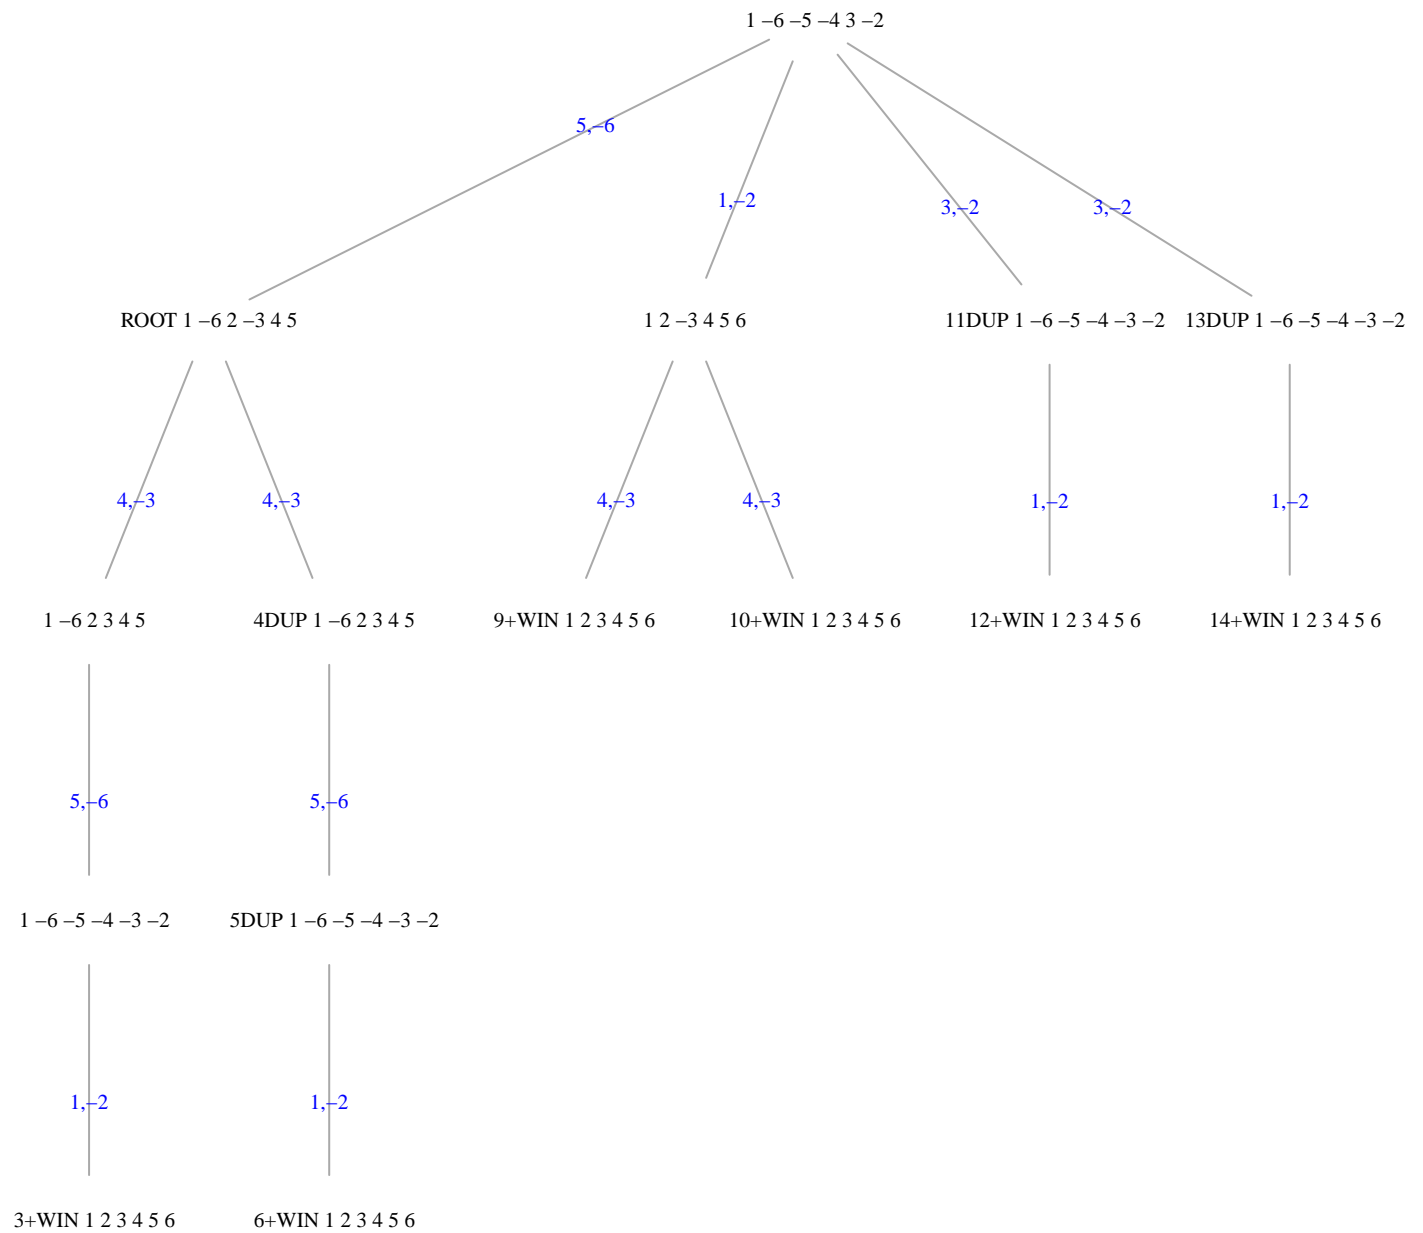 1 –6 –5 –4 3 –2
5,–6
1,–2
3,–2
3,–2
ROOT 1 –6 2 –3 4 5
1 2 –3 4 5 6
11DUP 1 –6 –5 –4 –3 –2
13DUP 1 –6 –5 –4 –3 –2
4,–3
4,–3
4,–3
4,–3
1,–2
1,–2
1 –6 2 3 4 5
4DUP 1 –6 2 3 4 5
9+WIN 1 2 3 4 5 6
10+WIN 1 2 3 4 5 6
12+WIN 1 2 3 4 5 6
14+WIN 1 2 3 4 5 6
5,–6
5,–6
1 –6 –5 –4 –3 –2
5DUP 1 –6 –5 –4 –3 –2
1,–2
1,–2
3+WIN 1 2 3 4 5 6
6+WIN 1 2 3 4 5 6